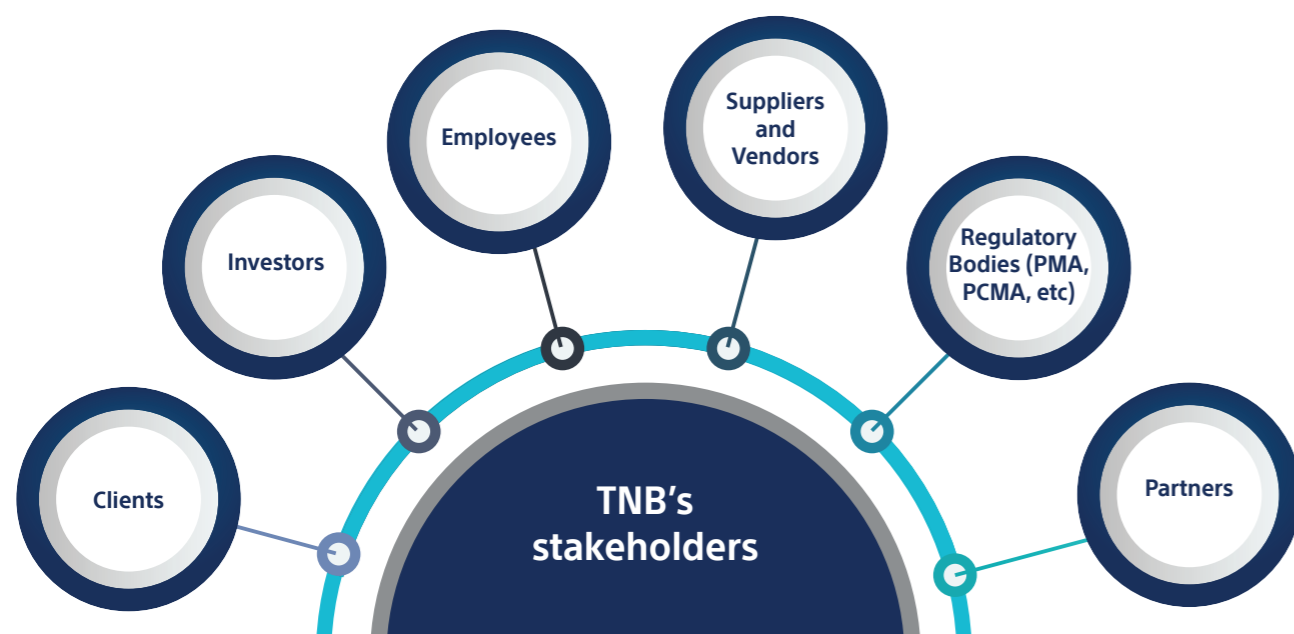 Employees
Suppliers
and
Vendors
Investors
Regulatory
Bodies (PMA,
PCMA, etc)
Clients
Partners
TNB’s
stakeholders